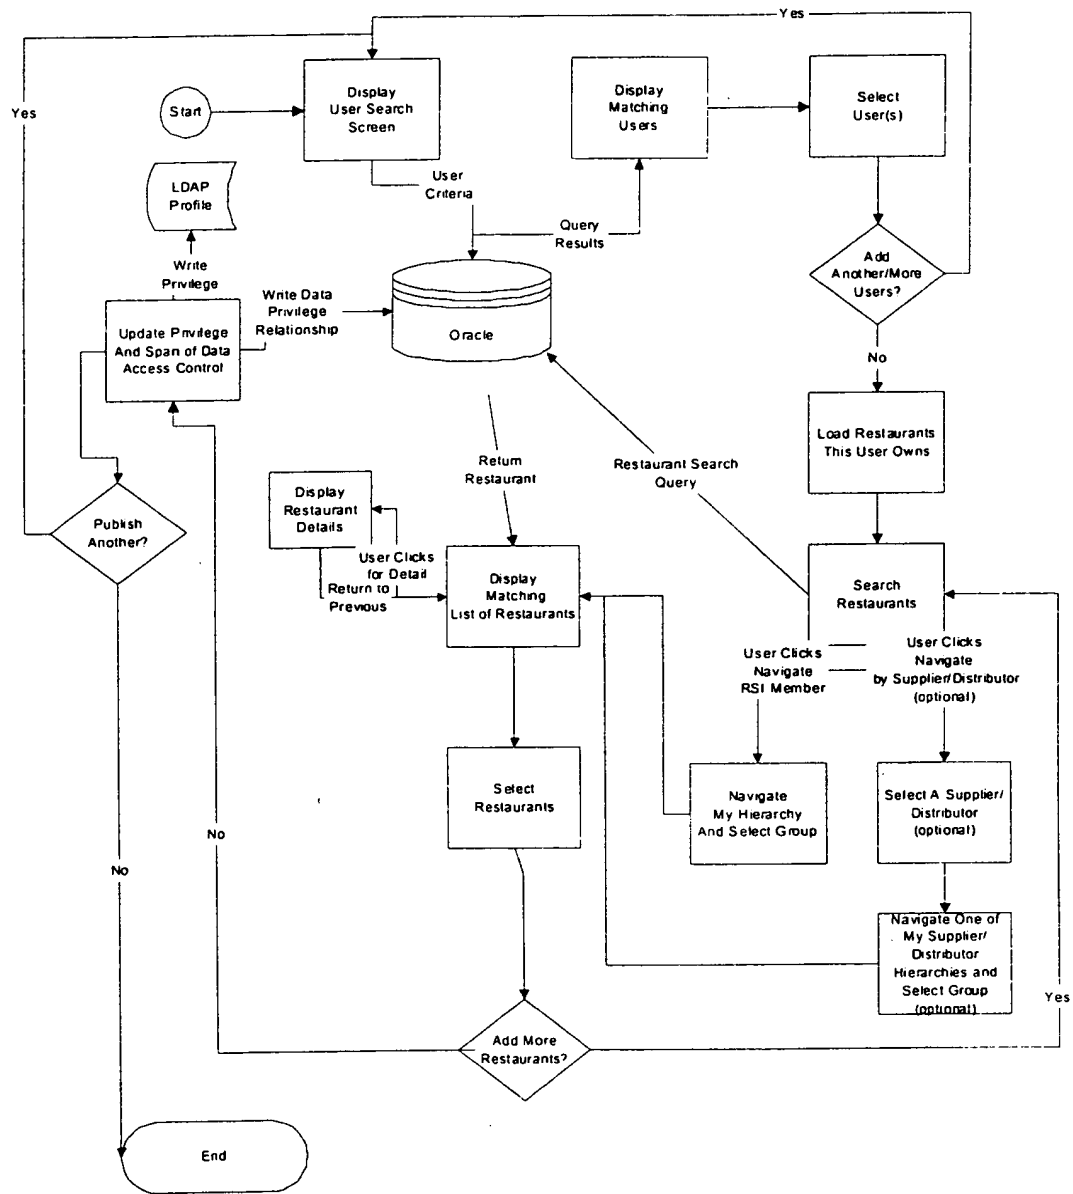 Yes
Yes
Start
Display
User Search
Screen
Display
Matching
Users
Select
User(s)
LDAP
Profile
User
Criteria
Query
Results
Add
Another/More
Users?
Write
Privilege
Write Data
Privilege
Relationship
Update Privilege
And Span of Data
Access Control
Oracle
No
Load Restaurants
This User Owns
Return
Restaurant
Restaurant Search
Query
Display
Restaurant
Details
Publish
Another?
User Clicks
for Detail
Return to
Previous
Display
Matching
List of Restaurants
Search
Restaurants
User Clicks
Navigate
RSI Member
User Clicks
Navigate
by Supplier/Distributor
(optional)
Select
Restaurants
Navigate
My Hierarchy
And Select Group
Select A Supplier/
Distributor
(optional)
No
No
Navigate One of
My Supplier/
Distributor
Hierarchies and
Select Group
(optional)
Yes
Add More
Restaurants?
End